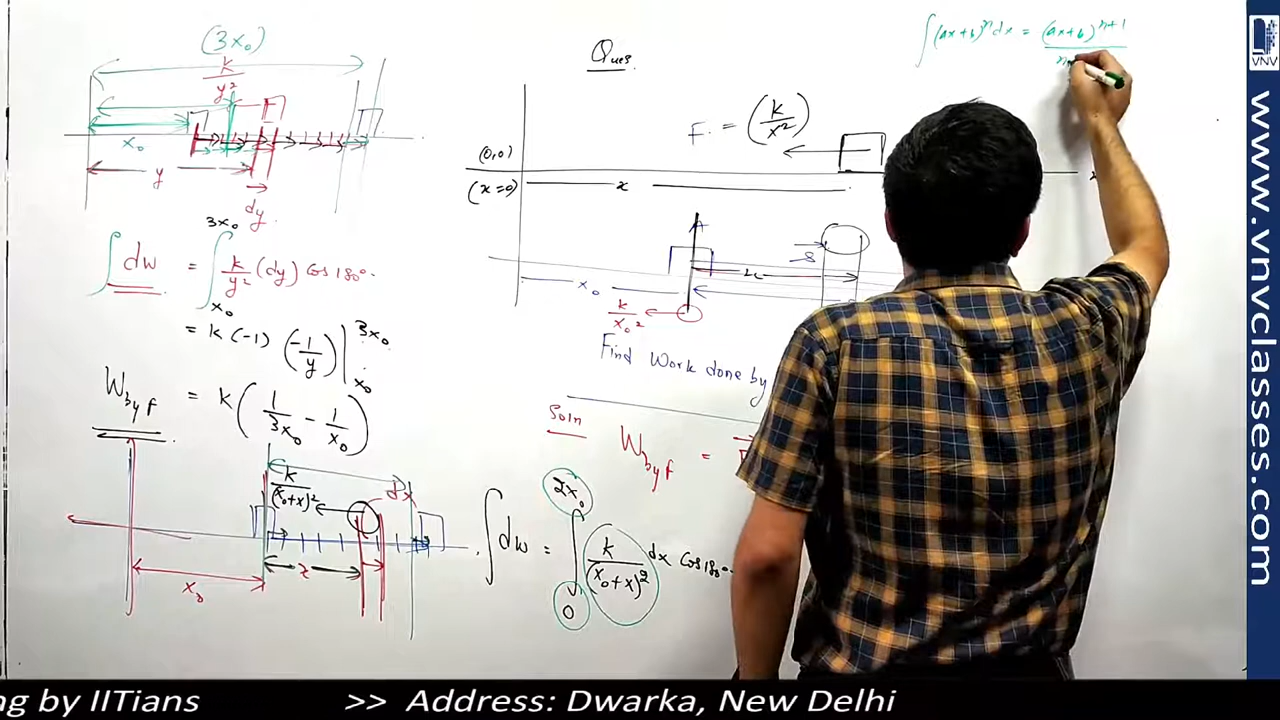 (3x₀)
k
y²
x₀
y
dy
3x₀
∫ dw = ∫ k/y² (dy) cos 180°
x₀
= k (-1) (-1/y) | 3x₀
x₀
W by f = k ( 1/3x₀ - 1/x₀ )
k
(x₀+x)²
dx
x₀
x
Ques.
F = (k/x²)
(0,0)
(x=0)
x
A
S
x₀
k
x₀²
Find Work done by
Soln
W by f =
2x₀
∫ dw = ∫ k/(x₀+x)² dx cos 180°
0
∫ (ax+b)ⁿ dx = (ax+b)ⁿ⁺¹
VNV
www.vnvclasses.com
ng by IITians >> Address: Dwarka, New Delhi